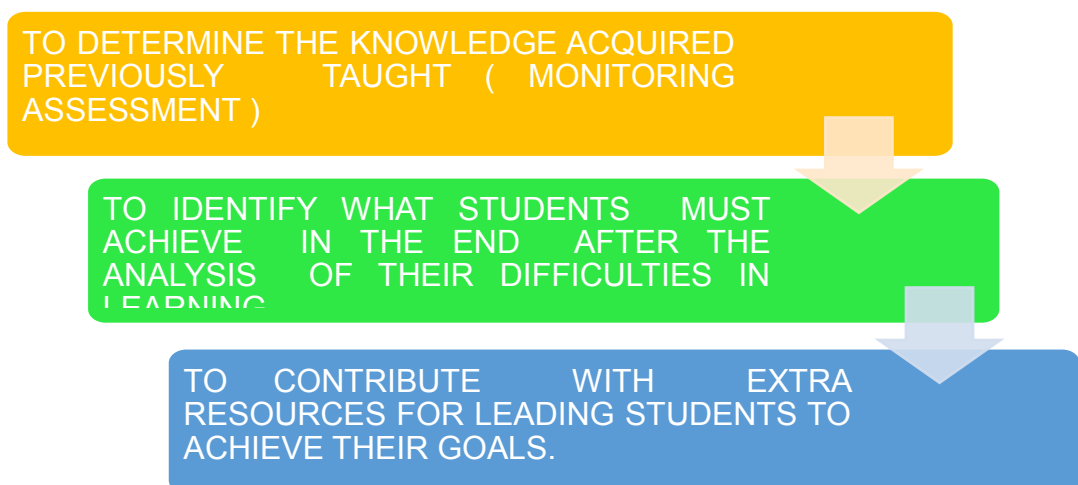 TO DETERMINE THE KNOWLEDGE ACQUIRED
PREVIOUSLY TAUGHT ( MONITORING
ASSESSMENT )
TO IDENTIFY WHAT STUDENTS MUST
ACHIEVE IN THE END AFTER THE
ANALYSIS OF THEIR DIFFICULTIES IN
LEARNING
TO CONTRIBUTE WITH EXTRA
RESOURCES FOR LEADING STUDENTS TO
ACHIEVE THEIR GOALS.